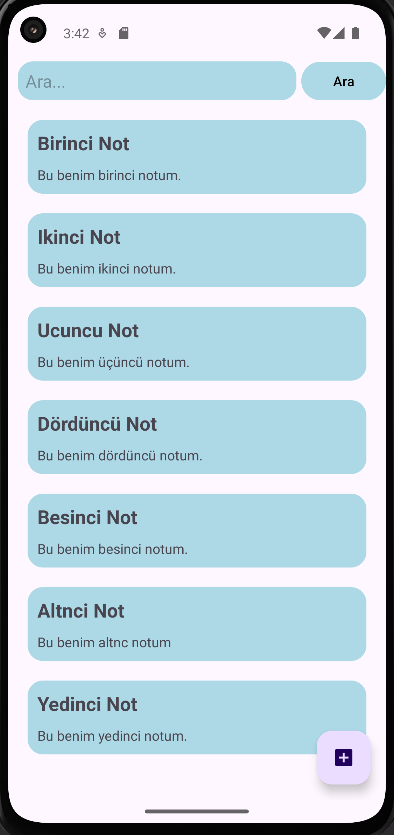 3:42
Ara...
Ara
Birinci Not
Bu benim birinci notum.
Ikinci Not
Bu benim ikinci notum.
Ucuncu Not
Bu benim üçüncü notum.
Dördüncü Not
Bu benim dördüncü notum.
Besinci Not
Bu benim besinci notum.
Altnci Not
Bu benim altnc notum
Yedinci Not
Bu benim yedinci notum.